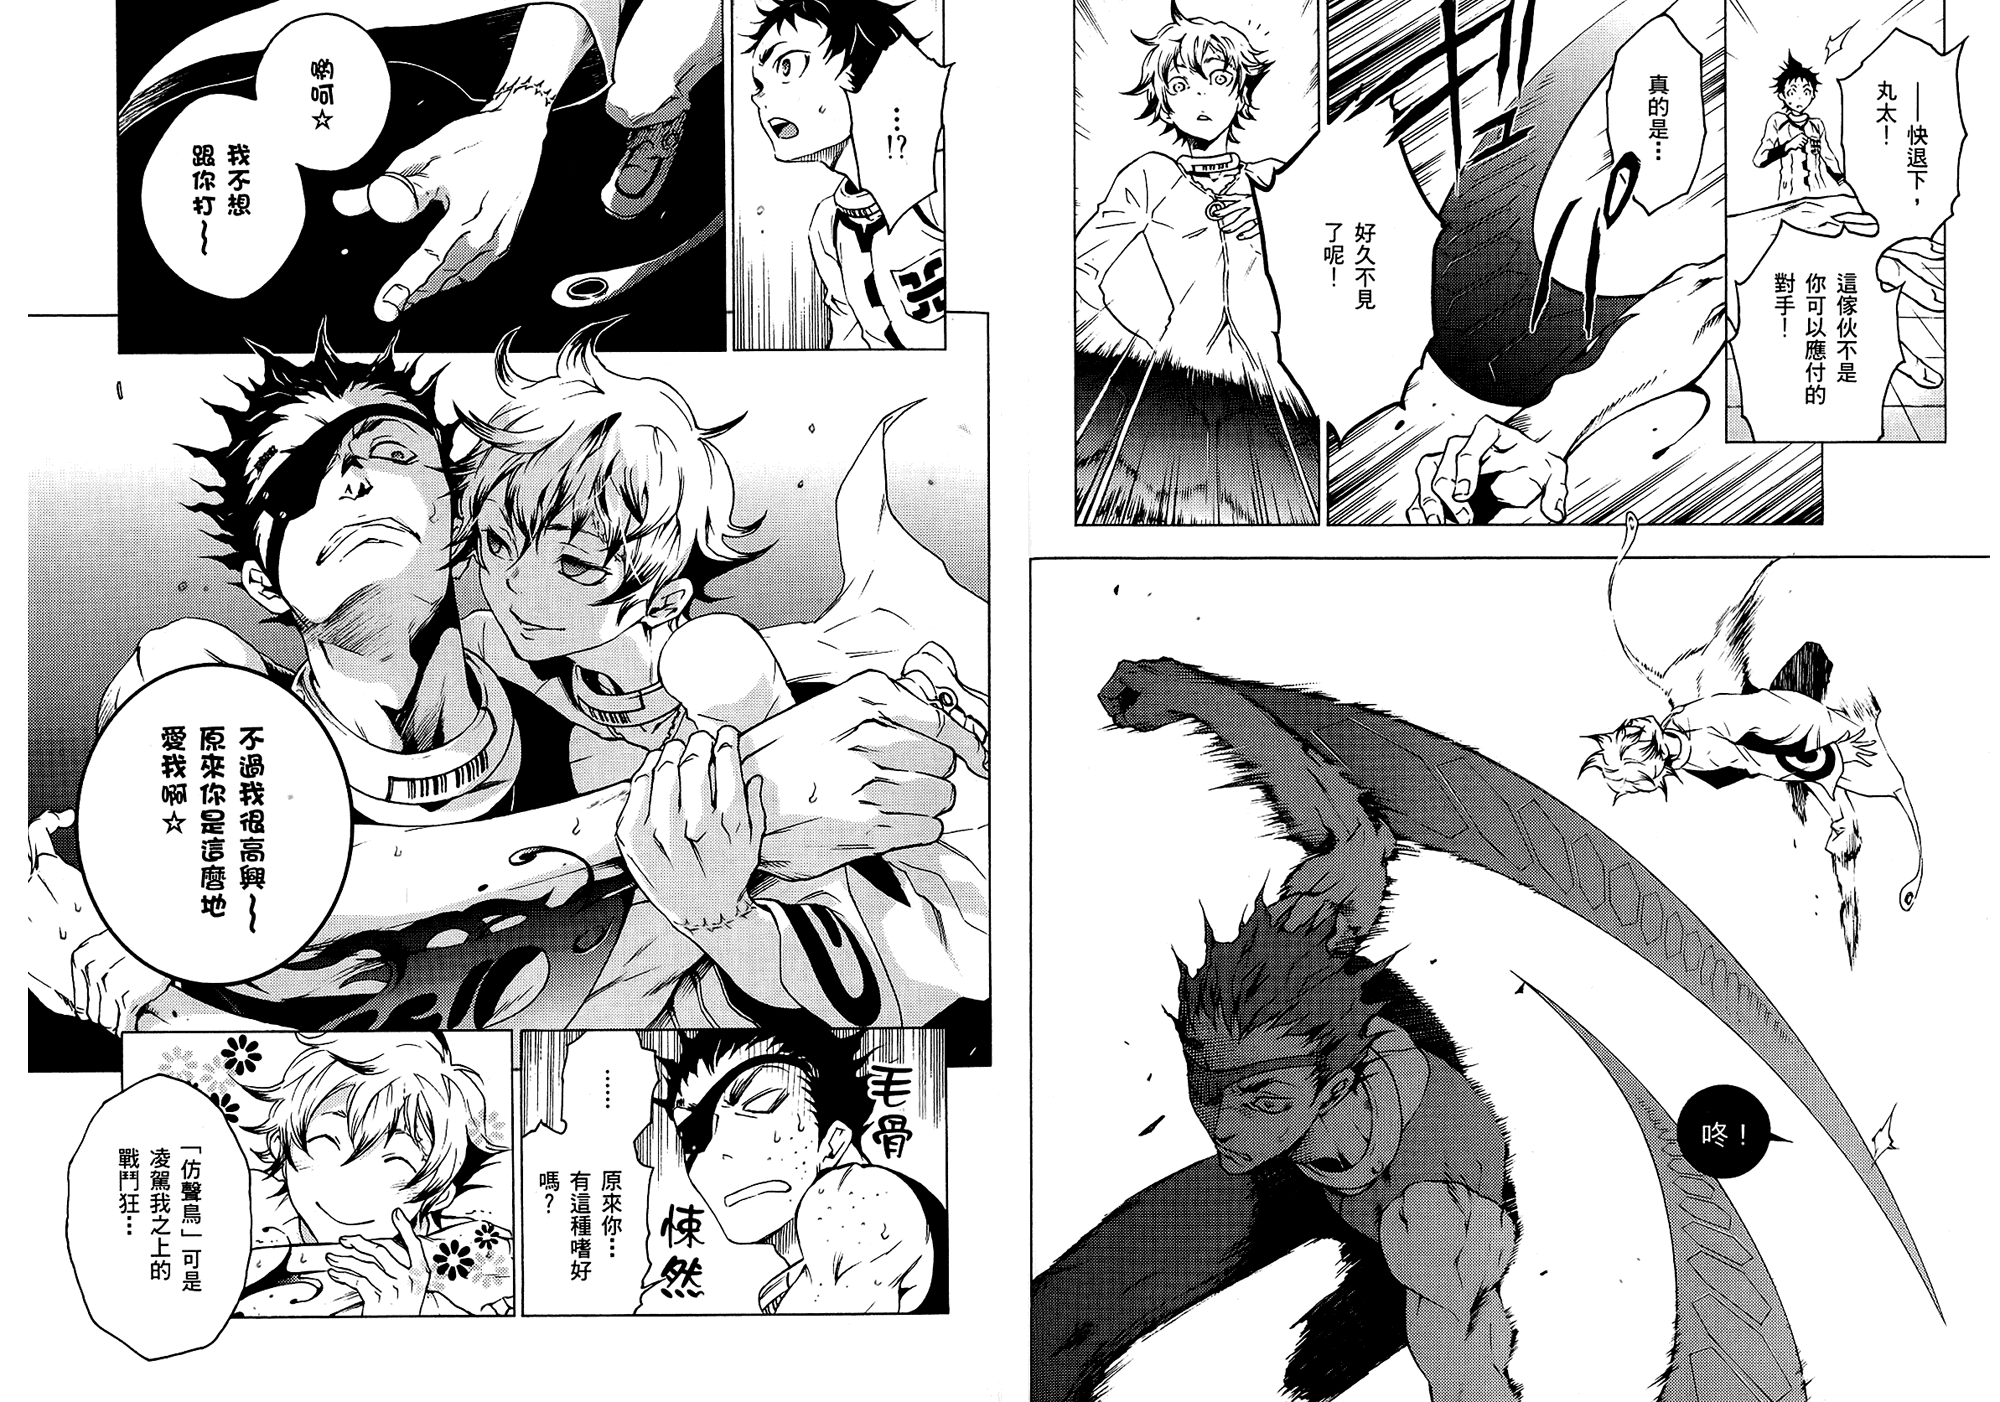 ──快退下，
丸太！
這傢伙不是
你可以應付的
對手！
真的是…
好久不見
了呢！
咚！
…!?
喲呵☆
我不想
跟你打～
不過我很高興～
原來你是這麼地
愛我啊☆
毛骨
悚然
……
原來你…
有這種嗜好
嗎？
「仿聲鳥」可是
凌駕我之上的
戰鬥狂…